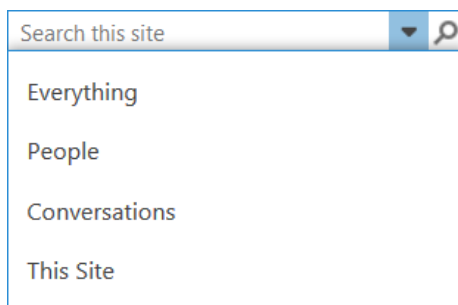 Search this site
Everything
People
Conversations
This Site